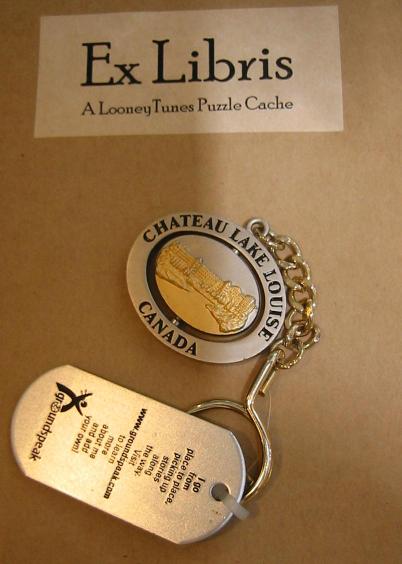 Ex Libris
A LooneyTunes Puzzle Cache
CHATEAU LAKE LOUISE
CANADA
groundspeak
I go
from
place to place,
picking up
stories
along
the way.
Visit
www.groundspeak.com
to learn
more
about me
and add
your own!